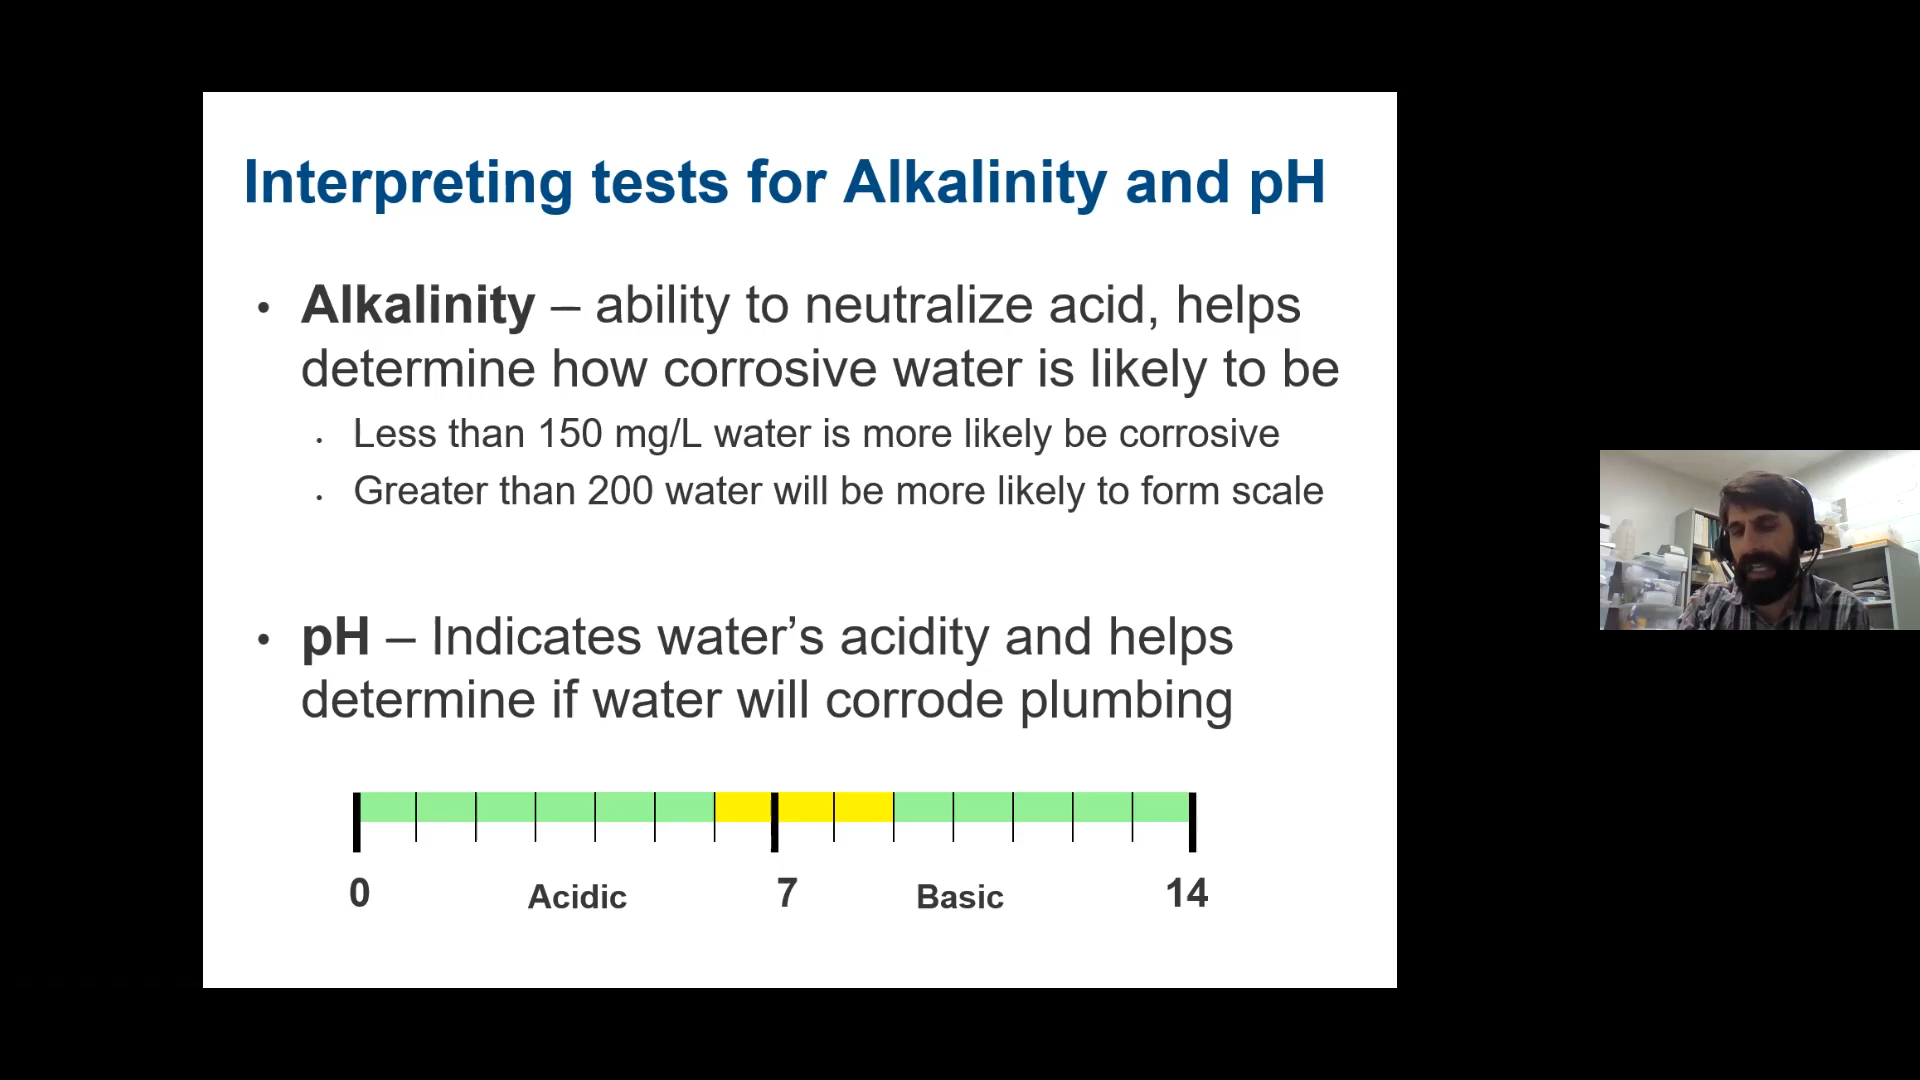 Interpreting tests for Alkalinity and pH
• Alkalinity – ability to neutralize acid, helps
determine how corrosive water is likely to be
• Less than 150 mg/L water is more likely be corrosive
• Greater than 200 water will be more likely to form scale
• pH – Indicates water’s acidity and helps
determine if water will corrode plumbing
0 Acidic 7 Basic 14